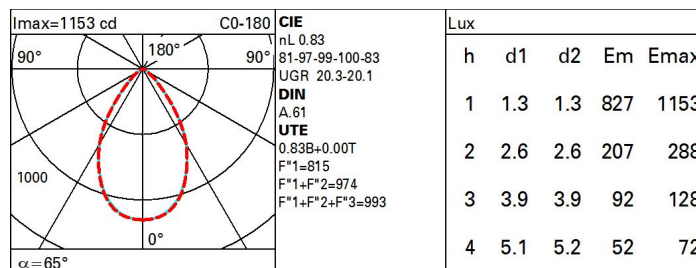 Imax=1153 cd C0-180
90° 180° 90°
1000
0°
α=65°
CIE
nL 0.83
81-97-99-100-83
UGR 20.3-20.1
DIN
A.61
UTE
0.83B+0.00T
F"1=815
F"1+F"2=974
F"1+F"2+F"3=993
Lux
h d1 d2 Em Emax
1 1.3 1.3 827 1153
2 2.6 2.6 207 288
3 3.9 3.9 92 128
4 5.1 5.2 52 72